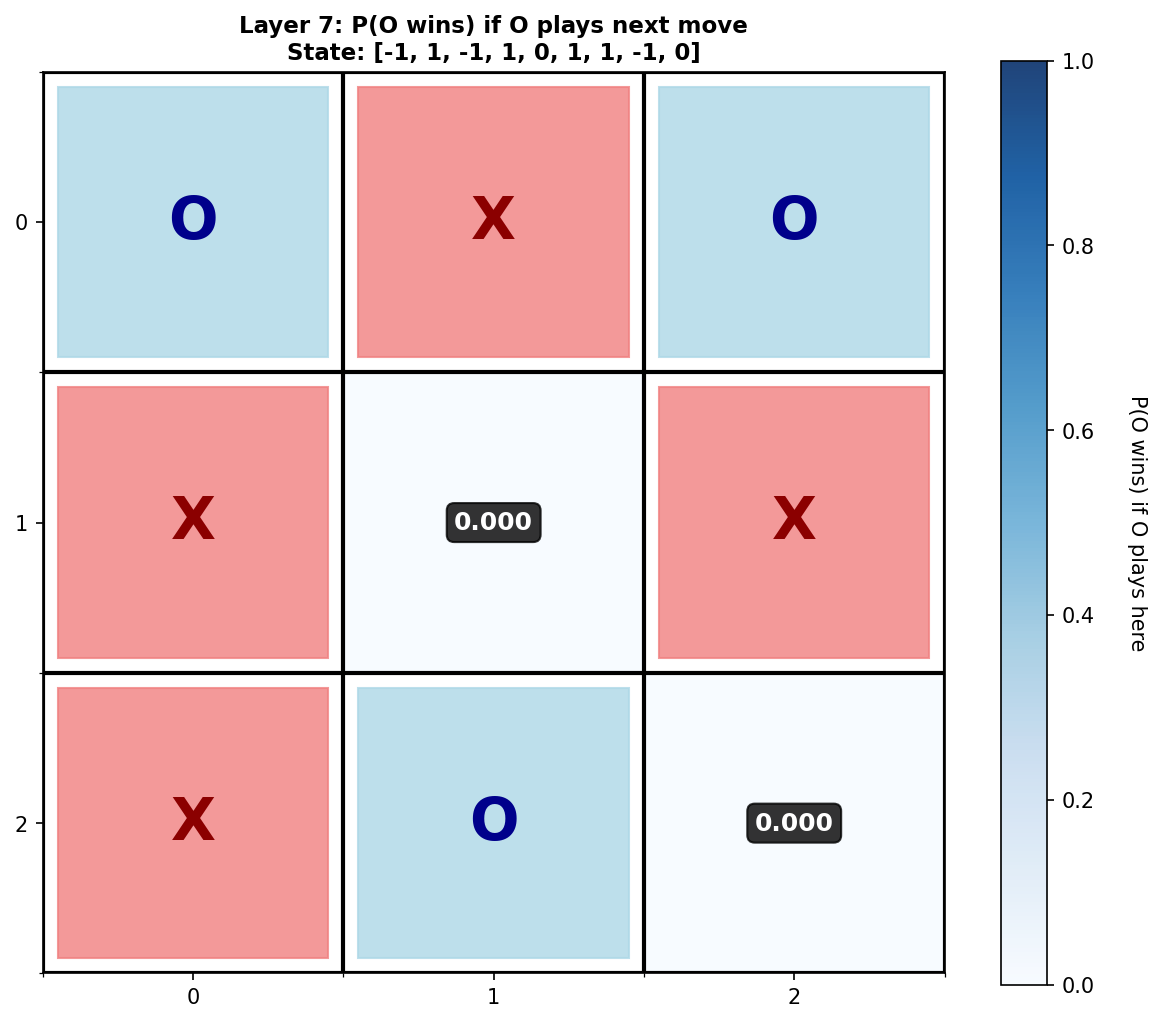 Layer 7: P(O wins) if O plays next move
State: [-1, 1, -1, 1, 0, 1, 1, -1, 0]
O X O
X 0.000 X
X O 0.000
0
1
2
0 1 2
1.0
0.8
0.6
0.4
0.2
0.0
P(O wins) if O plays here